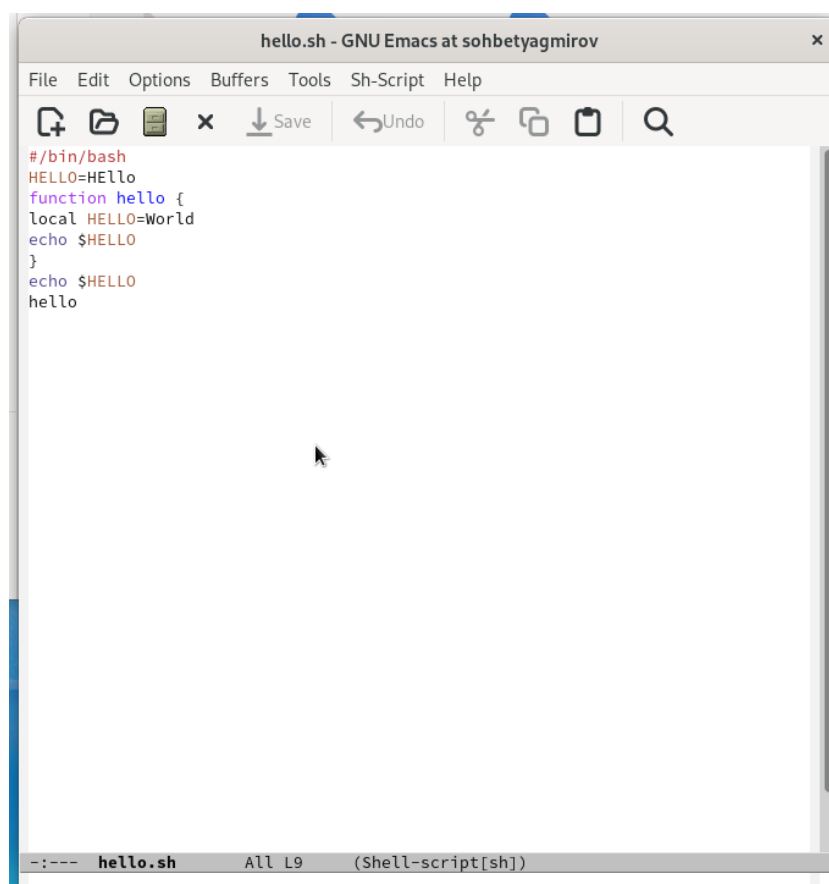 hello.sh - GNU Emacs at sohbetyagmirov ×
File Edit Options Buffers Tools Sh-Script Help
Save Undo
#/bin/bash
HELLO=HEllo
function hello {
local HELLO=World
echo $HELLO
}
echo $HELLO
hello
-:--- hello.sh All L9 (Shell-script[sh])